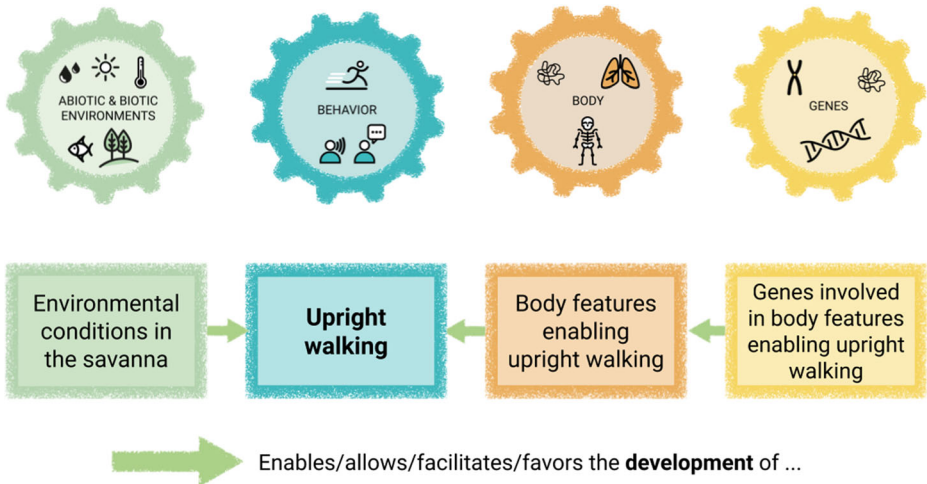 ABIOTIC & BIOTIC
ENVIRONMENTS
BEHAVIOR
BODY
GENES
Environmental
conditions in
the savanna
Upright
walking
Body features
enabling
upright walking
Genes involved
in body features
enabling upright
walking
Enables/allows/facilitates/favors the development of ...